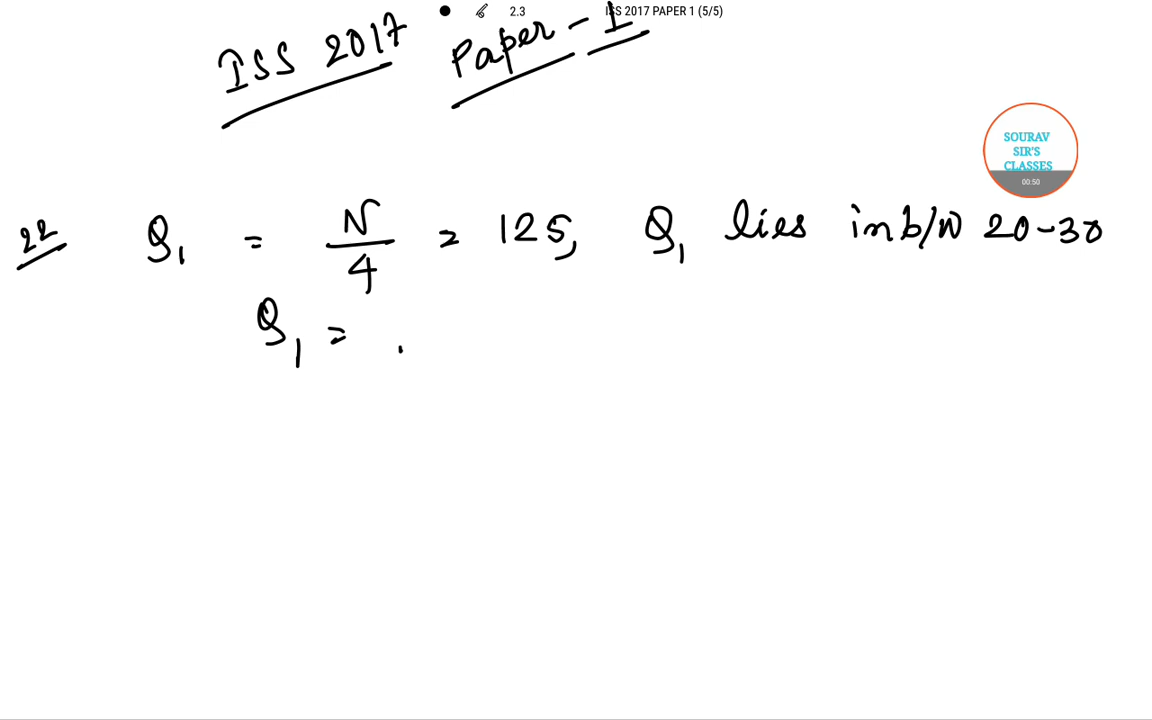 2.3 ISS 2017 PAPER 1 (5/5)
ISS 2017 Paper - I
SOURAV
SIR'S
CLASSES
00:50
22 Q₁ = N/4 = 125, Q₁ lies in b/w 20-30
Q₁ = .